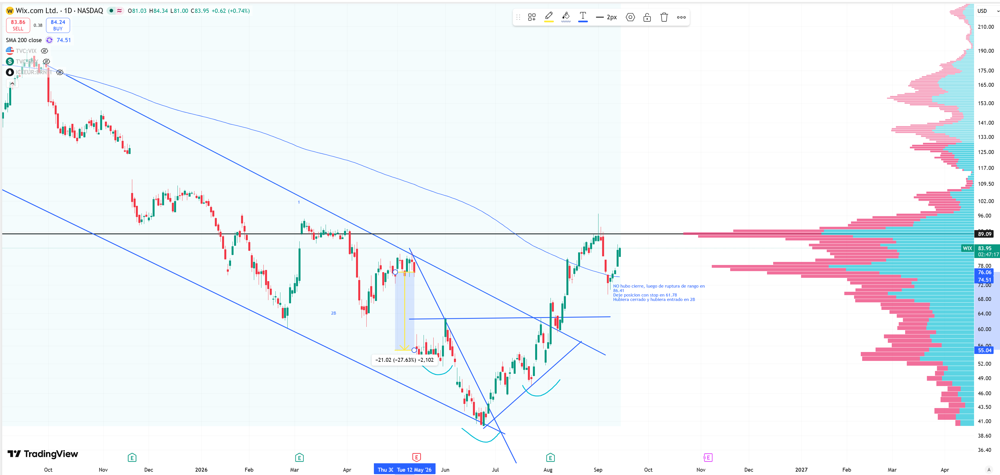 Wix.com Ltd. · 1D · NASDAQ
O81.03 H84.34 L81.00 C83.95 +0.62 (+0.74%)
83.86
SELL
0.38
84.24
BUY
SMA 200 close 74.51
TVC:VIX
2px
USD
210.00
190.00
175.00
165.00
153.00
141.00
133.00
125.00
117.00
109.50
102.00
96.00
89.09
WIX 83.95
02:47:17
78.00
76.06
74.51
72.00
68.00
64.00
60.00
56.00
55.04
52.00
49.00
46.00
43.50
41.00
38.60
36.40
1
2B
NO hubo cierre, luego de ruptura de rango en
86.41
Deje posicion con stop en 61.78
Hubiera cerrado y hubiera entrado en 2B
−21.02 (−27.63%) −2,102
TradingView
E E E E E
Oct Nov Dec 2026 Feb Mar Apr Thu 30 Tue 12 May '26 Jun Jul Aug Sep Oct Nov Dec 2027 Feb Mar Apr
A